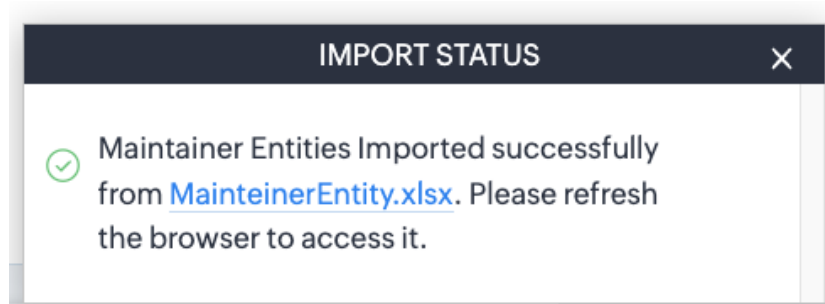 IMPORT STATUS
Maintainer Entities Imported successfully
from MainteinerEntity.xlsx. Please refresh
the browser to access it.